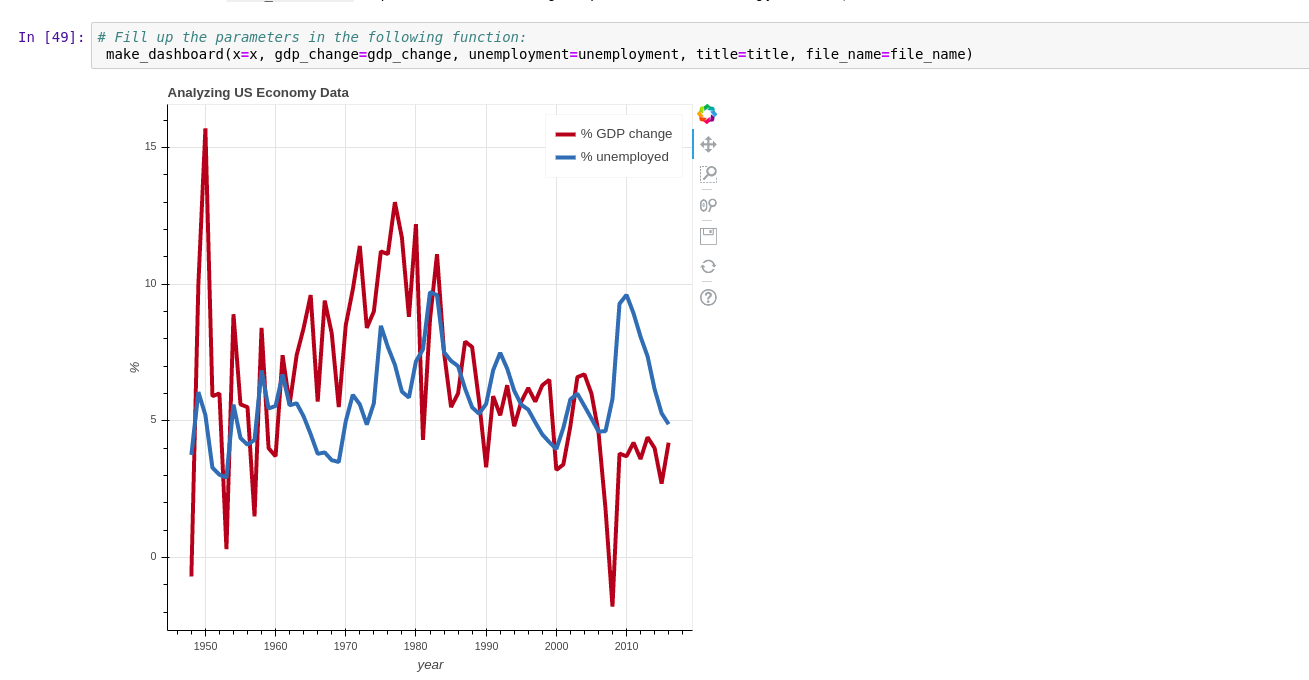 In [49]:
# Fill up the parameters in the following function:
make_dashboard(x=x, gdp_change=gdp_change, unemployment=unemployment, title=title, file_name=file_name)
Analyzing US Economy Data
% GDP change
% unemployed
15
10
5
0
%
1950 1960 1970 1980 1990 2000 2010
year